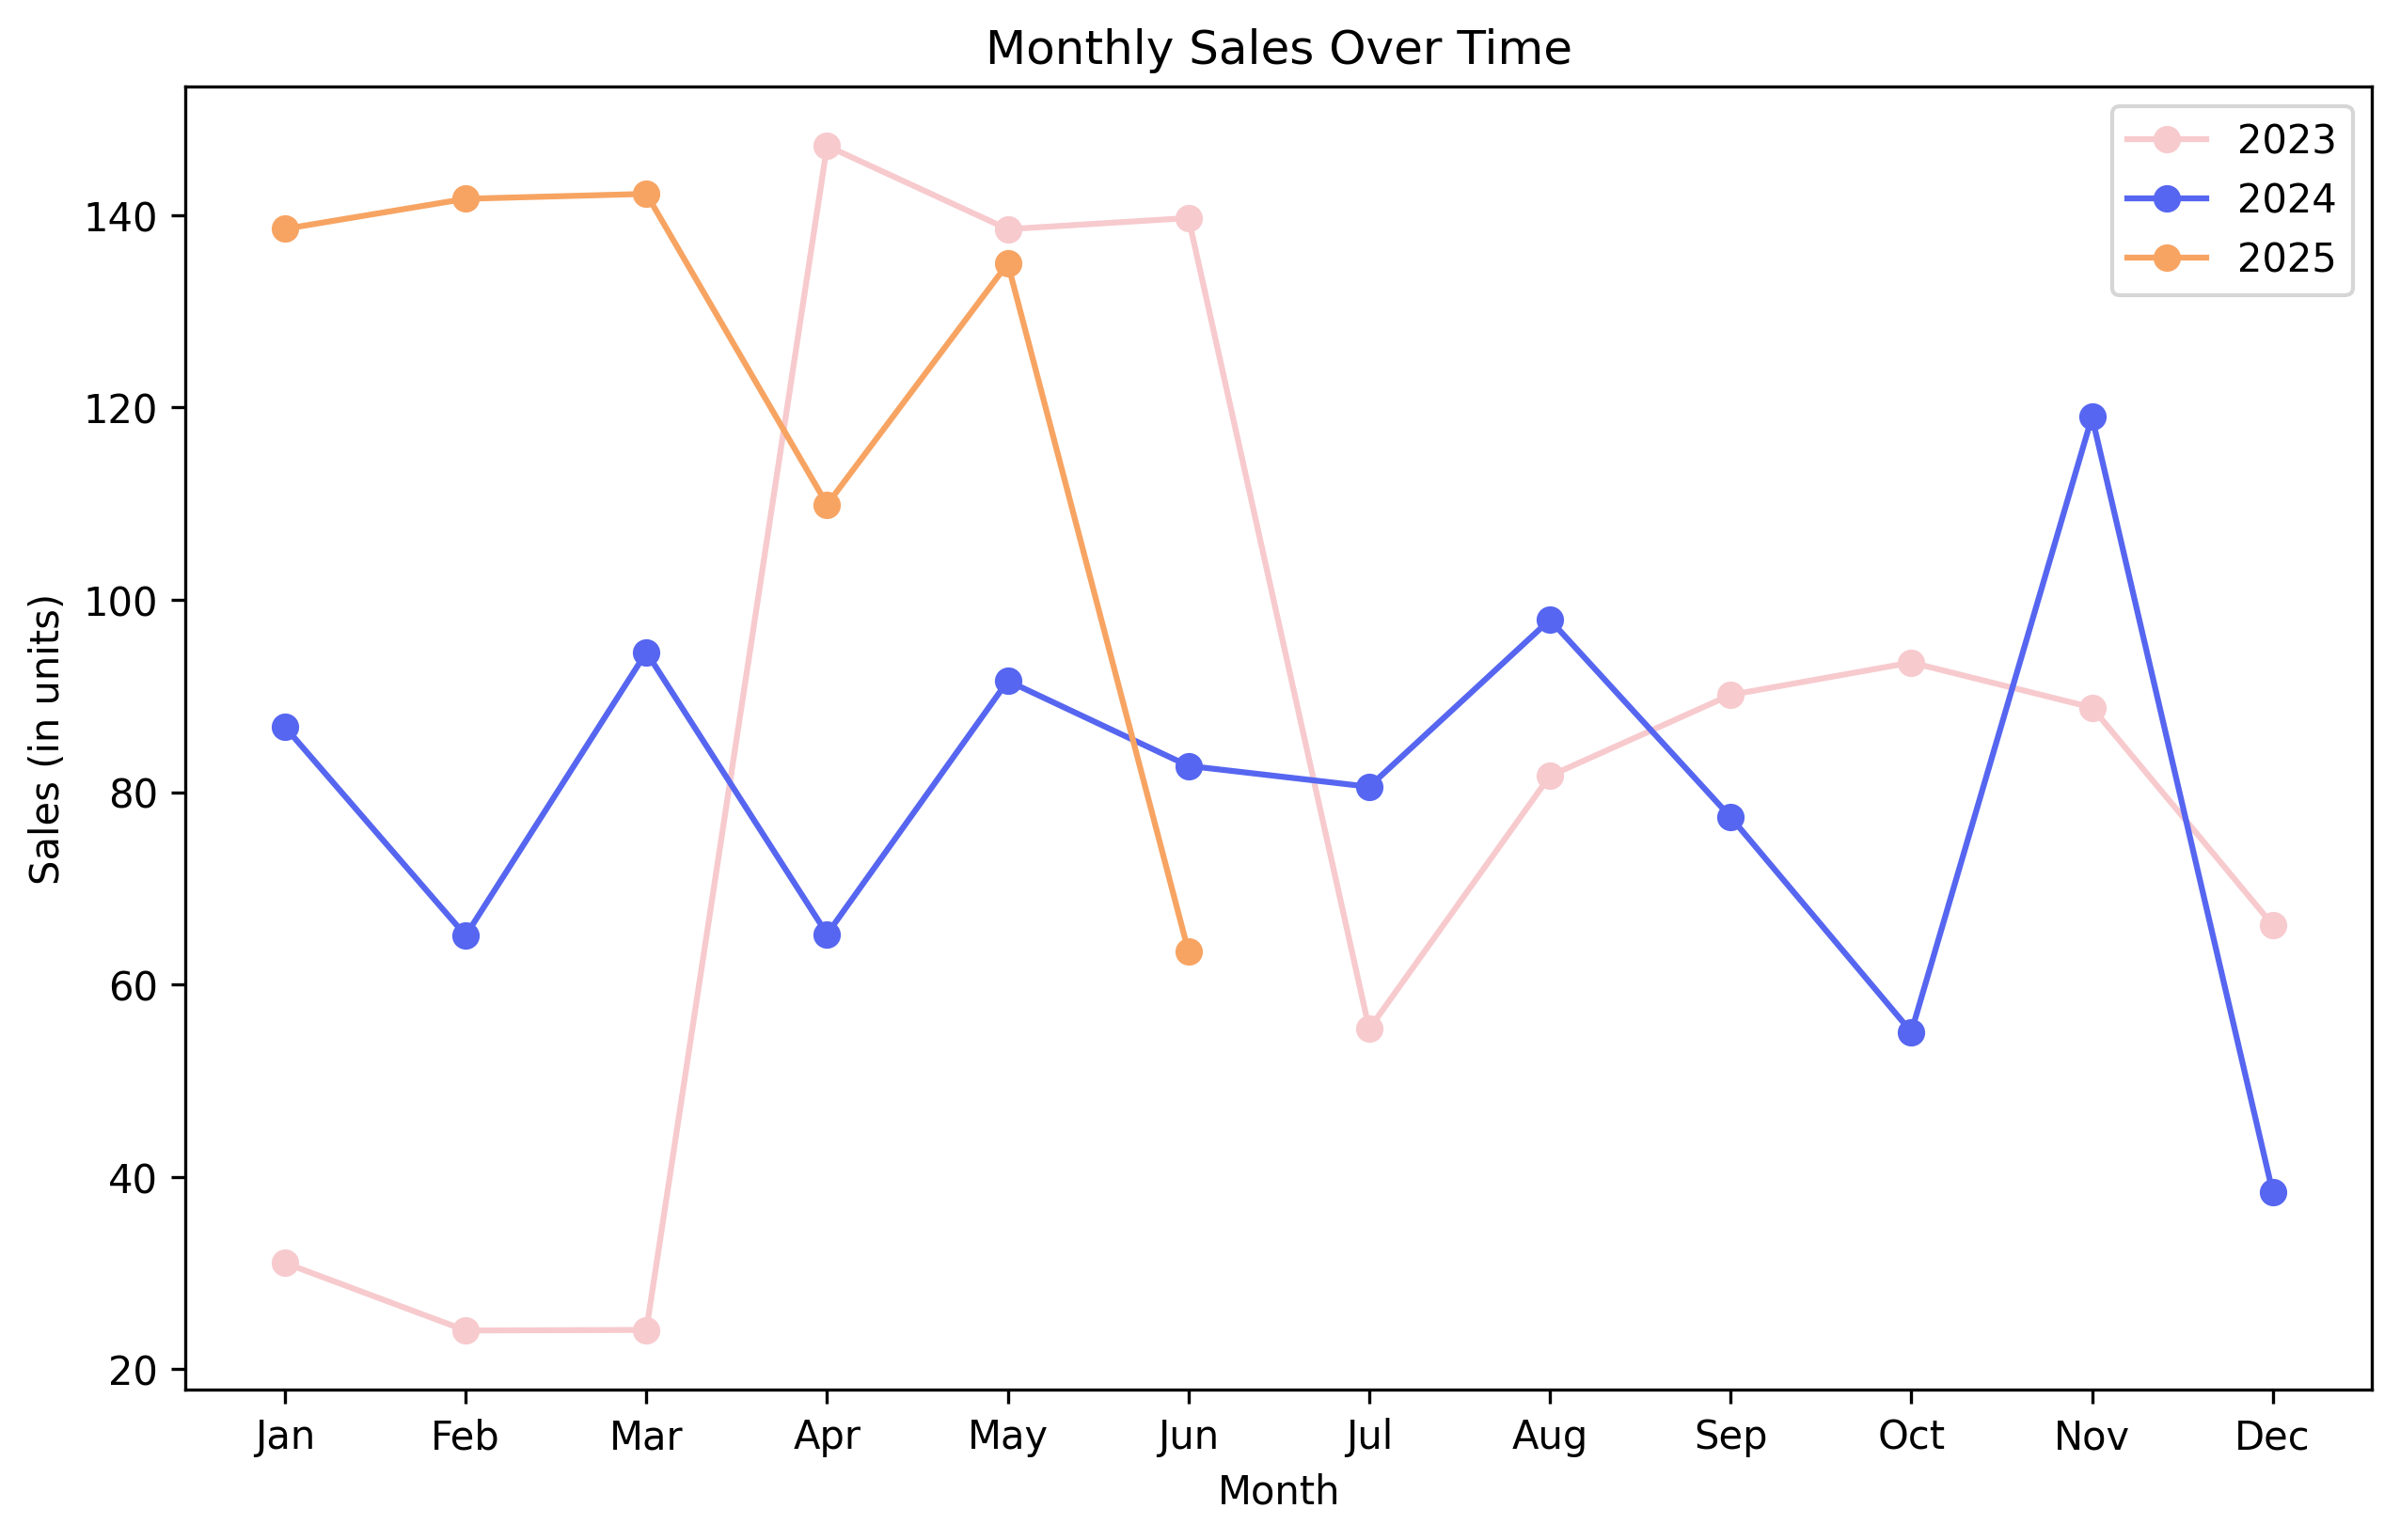 Monthly Sales Over Time
2023
2024
2025
Sales (in units)
140
120
100
80
60
40
20
Jan Feb Mar Apr May Jun Jul Aug Sep Oct Nov Dec
Month